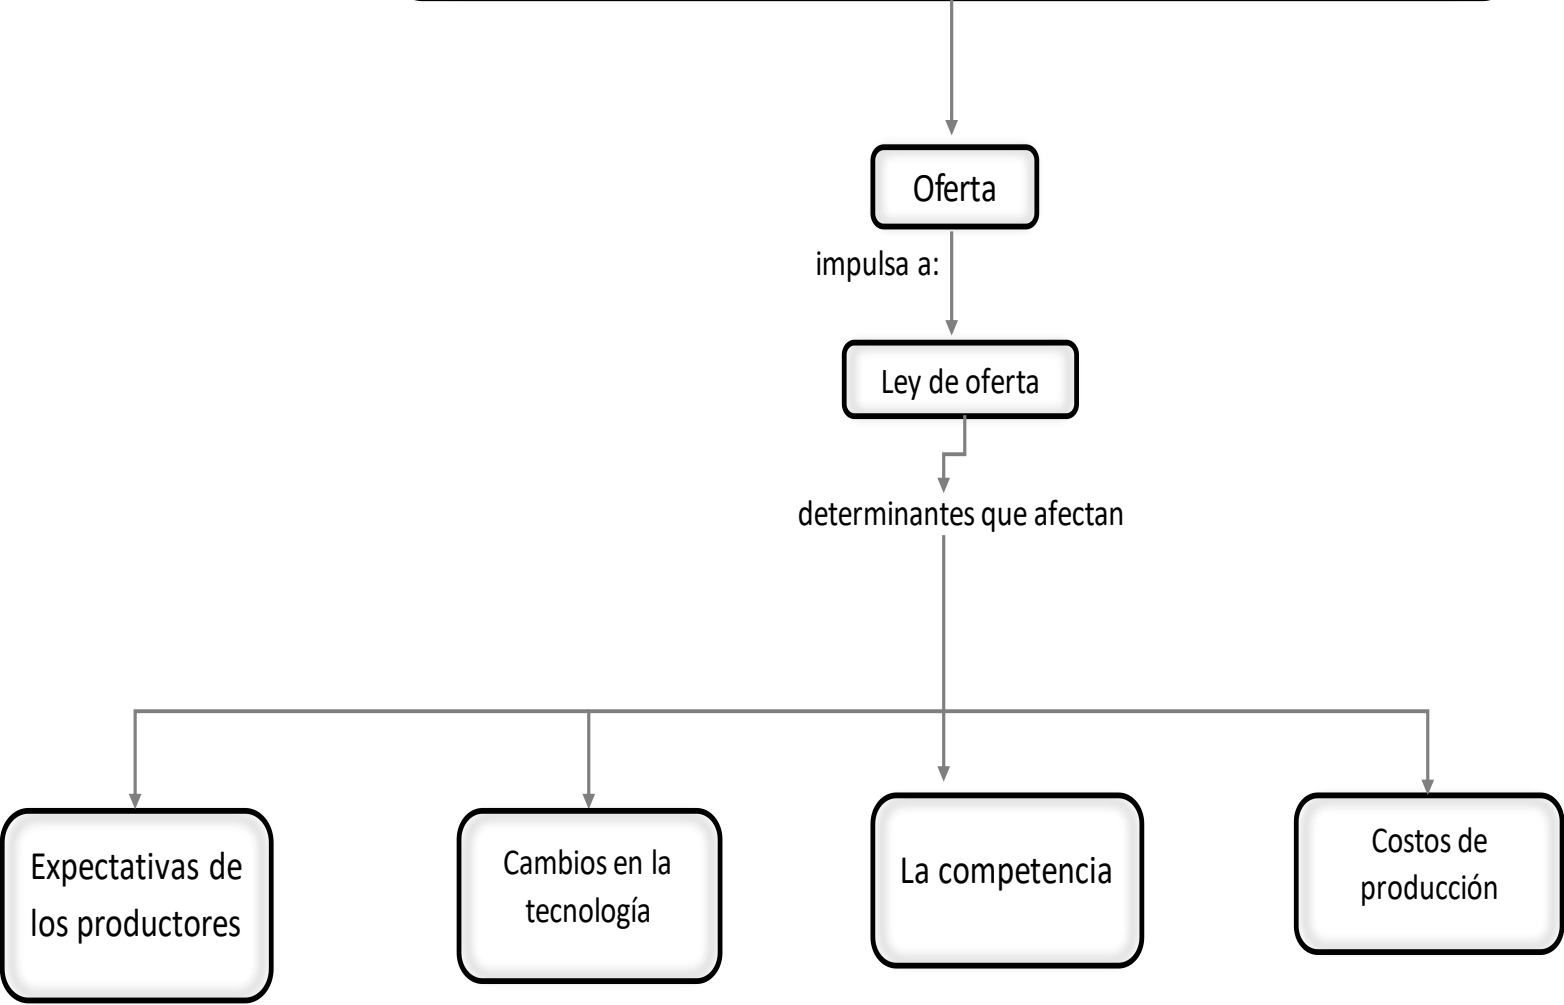 Oferta
impulsa a:
Ley de oferta
determinantes que afectan
Expectativas de
los productores
Cambios en la
tecnología
La competencia
Costos de
producción